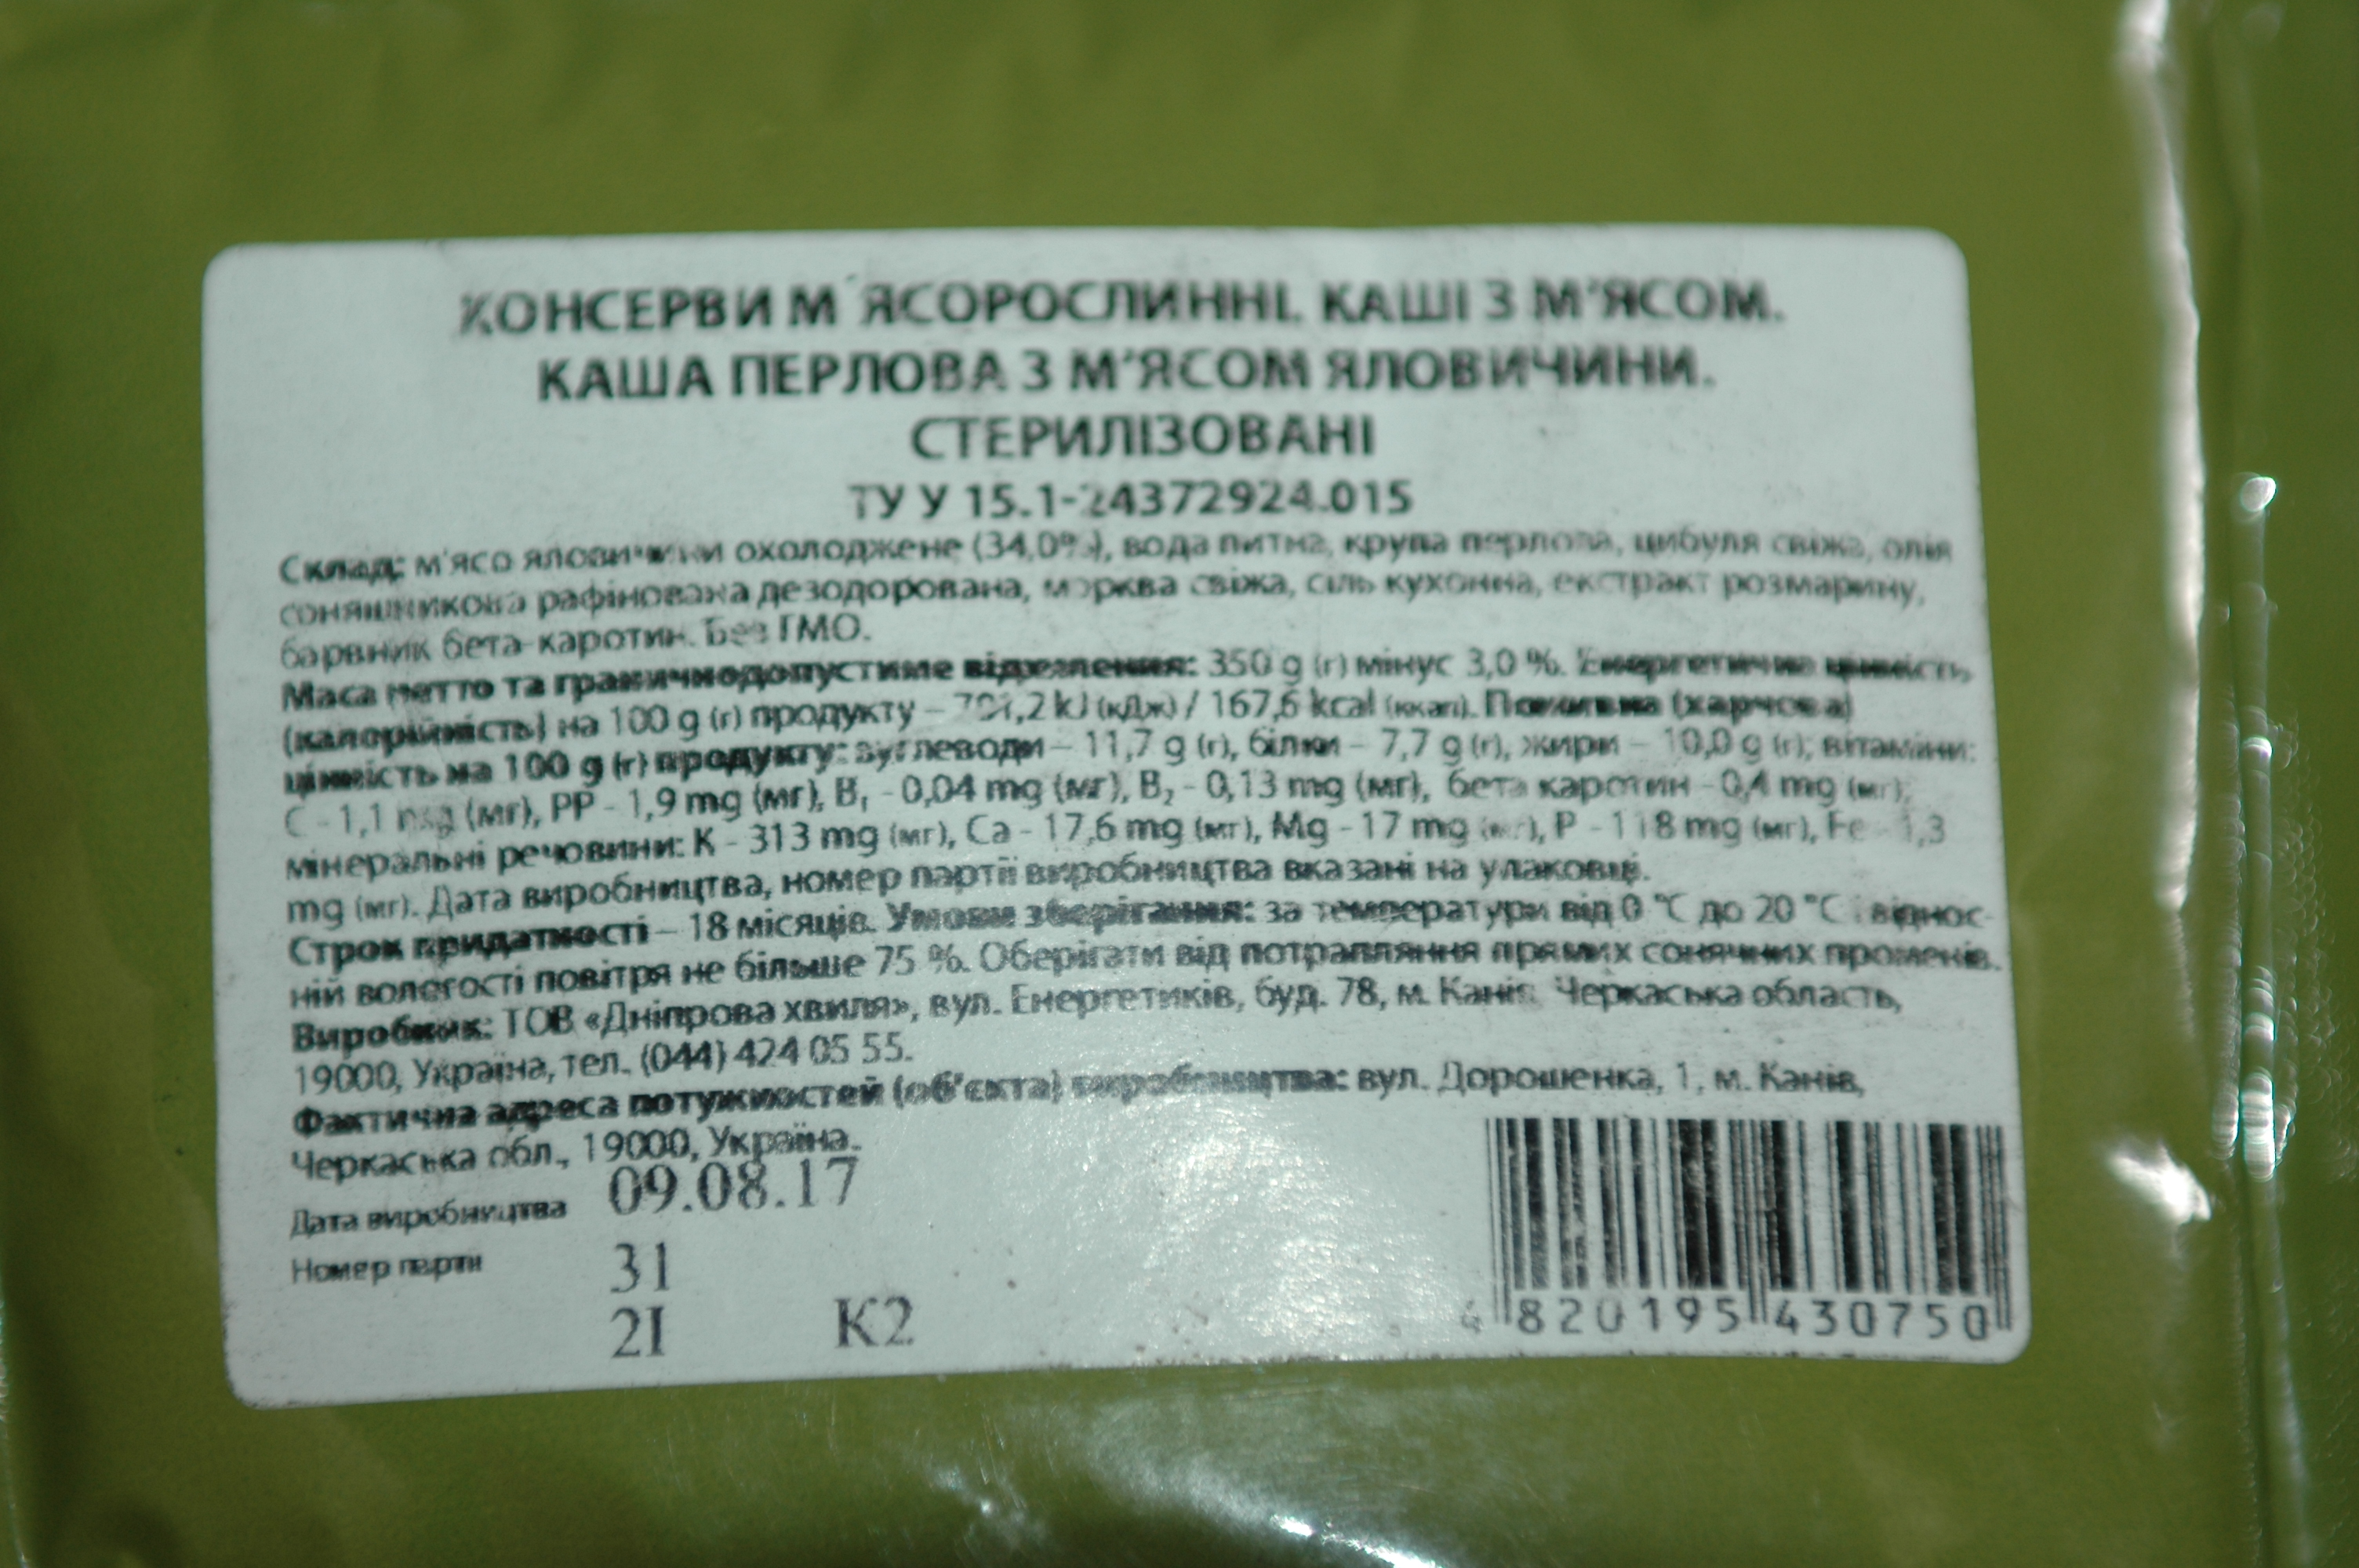 КОНСЕРВИ М'ЯСОРОСЛИННІ. КАШІ З М'ЯСОМ.
КАША ПЕРЛОВА З М'ЯСОМ ЯЛОВИЧИНИ.
СТЕРИЛІЗОВАНІ
ТУ У 15.1-24372924.015
Склад: м'ясо яловичини охолоджене (34,0%), вода питна, крупа перлова, цибуля свіжа, олія
соняшникова рафінована дезодорована, морква свіжа, сіль кухонна, екстракт розмарину,
барвник бета-каротин. Без ГМО.
Маса нетто та граничнодопустиме відхилення: 350 g (г) мінус 3,0 %. Енергетична цінність
(калорійність) на 100 g (г) продукту – 701,2 kJ (кДж) / 167,6 kcal (ккал). Поживна (харчова)
цінність на 100 g (г) продукту: вуглеводи – 11,7 g (г), білки – 7,7 g (г), жири – 10,0 g (г); вітаміни:
C - 1,1 mg (мг), PP - 1,9 mg (мг), B₁ - 0,04 mg (мг), B₂ - 0,13 mg (мг), бета каротин - 0,4 mg (мг);
мінеральні речовини: K - 313 mg (мг), Ca - 17,6 mg (мг), Mg - 17 mg (мг), P - 118 mg (мг), Fe - 1,3
mg (мг). Дата виробництва, номер партії виробництва вказані на упаковці.
Строк придатності – 18 місяців. Умови зберігання: за температури від 0 °C до 20 °C і віднос-
ній вологості повітря не більше 75 %. Оберігати від потрапляння прямих сонячних променів.
Виробник: ТОВ «Дніпрова хвиля», вул. Енергетиків, буд. 78, м. Канів, Черкаська область,
19000, Україна, тел. (044) 424 05 55.
Фактична адреса потужностей (об'єкта) виробництва: вул. Дорошенка, 1, м. Канів,
Черкаська обл., 19000, Україна.
Дата виробництва 09.08.17
Номер партії 31
2I К2
4 820195 430750